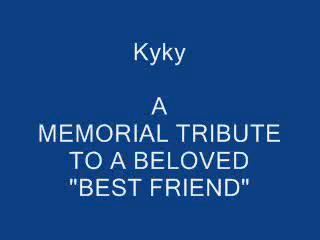 Kyky
A
MEMORIAL TRIBUTE
TO A BELOVED
"BEST FRIEND"